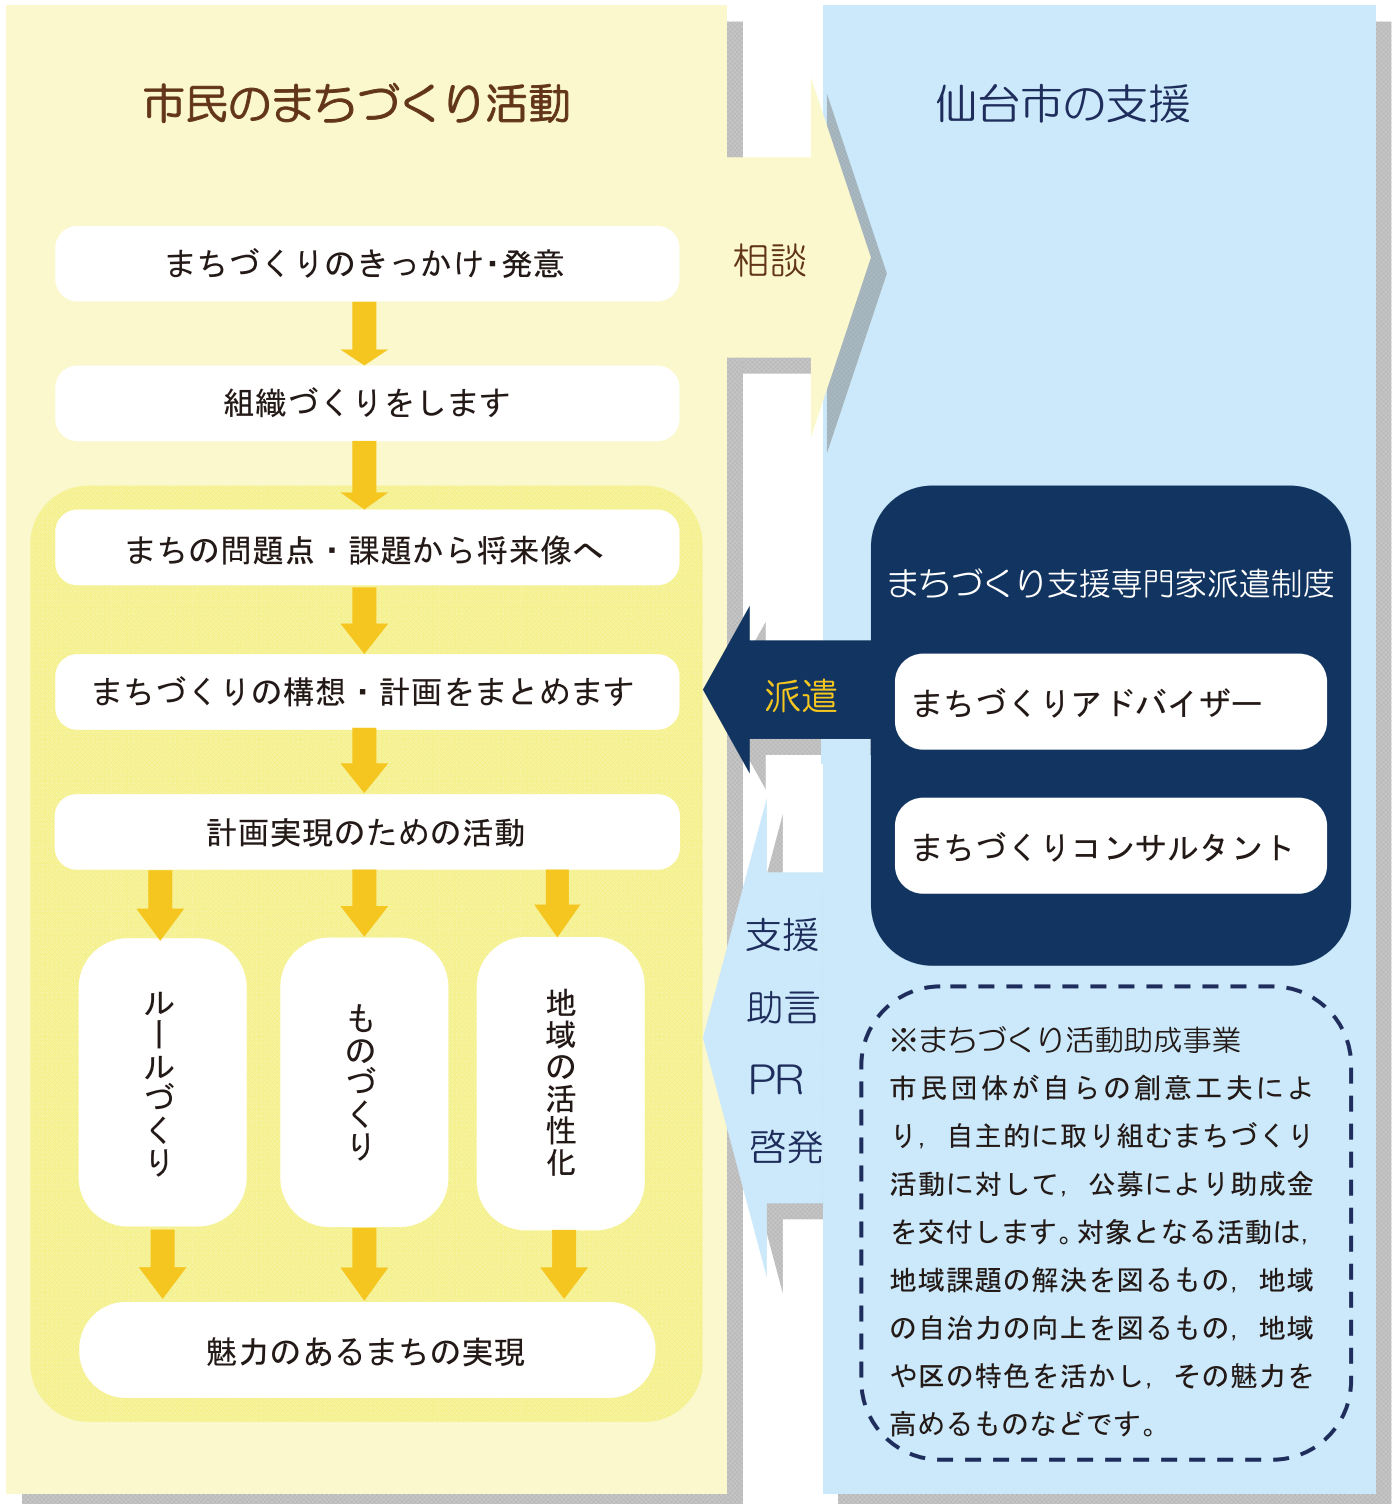 市民のまちづくり活動
まちづくりのきっかけ・発意
組織づくりをします
まちの問題点・課題から将来像へ
まちづくりの構想・計画をまとめます
計画実現のための活動
ルールづくり
ものづくり
地域の活性化
魅力のあるまちの実現
相談
派遣
支援
助言
PR
啓発
仙台市の支援
まちづくり支援専門家派遣制度
まちづくりアドバイザー
まちづくりコンサルタント
※まちづくり活動助成事業
市民団体が自らの創意工夫によ
り，自主的に取り組むまちづくり
活動に対して，公募により助成金
を交付します。対象となる活動は，
地域課題の解決を図るもの，地域
の自治力の向上を図るもの，地域
や区の特色を活かし，その魅力を
高めるものなどです。